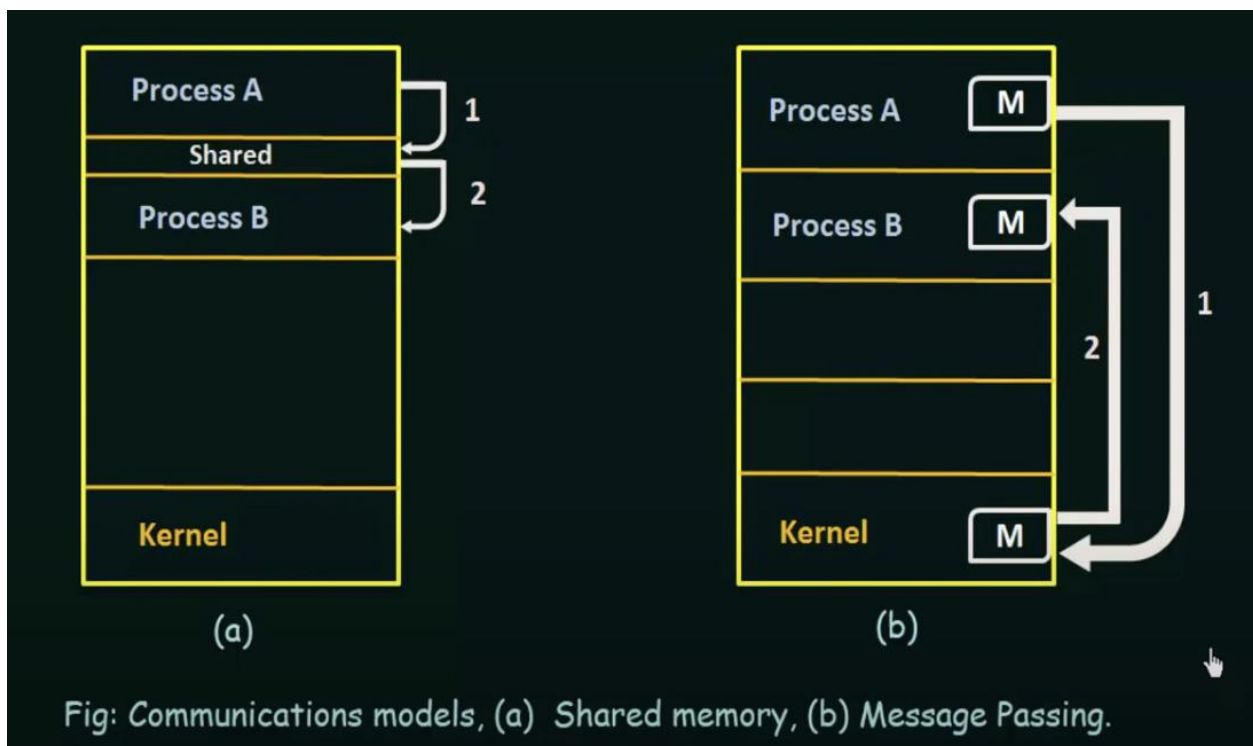 Process A
1
Shared
2
Process B
Kernel
(a)
Process A
M
Process B
M
1
2
Kernel
M
(b)
Fig: Communications models, (a) Shared memory, (b) Message Passing.